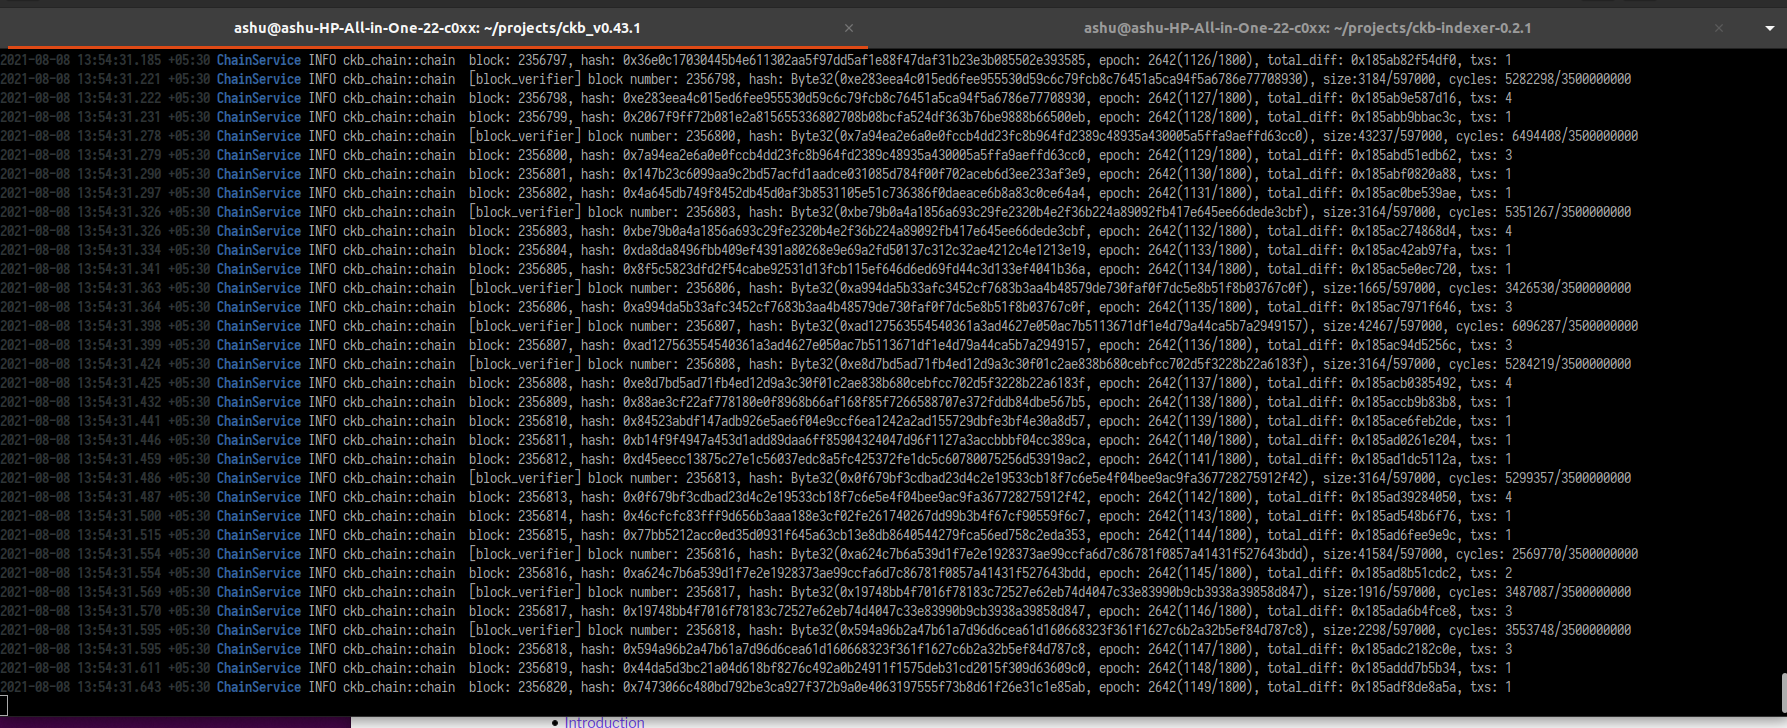 ashu@ashu-HP-All-in-One-22-c0xx: ~/projects/ckb_v0.43.1 × ashu@ashu-HP-All-in-One-22-c0xx: ~/projects/ckb-indexer-0.2.1 ×
2021-08-08 13:54:31.185 +05:30 ChainService INFO ckb_chain::chain block: 2356797, hash: 0x36e0c17030445b4e611302aa5f97dd5af1e88f47daf31b23e3b085502e393585, epoch: 2642(1126/1800), total_diff: 0x185ab82f54df0, txs: 1
2021-08-08 13:54:31.221 +05:30 ChainService INFO ckb_chain::chain [block_verifier] block number: 2356798, hash: Byte32(0xe283eea4c015ed6fee955530d59c6c79fcb8c76451a5ca94f5a6786e77708930), size:3184/597000, cycles: 5282298/3500000000
2021-08-08 13:54:31.222 +05:30 ChainService INFO ckb_chain::chain block: 2356798, hash: 0xe283eea4c015ed6fee955530d59c6c79fcb8c76451a5ca94f5a6786e77708930, epoch: 2642(1127/1800), total_diff: 0x185ab9e587d16, txs: 4
2021-08-08 13:54:31.231 +05:30 ChainService INFO ckb_chain::chain block: 2356799, hash: 0x2067f9ff72b081e2a815655336802708b08bcfa524df363b76be9888b66500eb, epoch: 2642(1128/1800), total_diff: 0x185abb9bbac3c, txs: 1
2021-08-08 13:54:31.278 +05:30 ChainService INFO ckb_chain::chain [block_verifier] block number: 2356800, hash: Byte32(0x7a94ea2e6a0e0fccb4dd23fc8b964fd2389c48935a430005a5ffa9aeffd63cc0), size:43237/597000, cycles: 6494408/3500000000
2021-08-08 13:54:31.279 +05:30 ChainService INFO ckb_chain::chain block: 2356800, hash: 0x7a94ea2e6a0e0fccb4dd23fc8b964fd2389c48935a430005a5ffa9aeffd63cc0, epoch: 2642(1129/1800), total_diff: 0x185abd51edb62, txs: 3
2021-08-08 13:54:31.290 +05:30 ChainService INFO ckb_chain::chain block: 2356801, hash: 0x147b23c6099aa9c2bd57acfd1aadce031085d784f00f702aceb6d3ee233af3e9, epoch: 2642(1130/1800), total_diff: 0x185abf0820a88, txs: 1
2021-08-08 13:54:31.297 +05:30 ChainService INFO ckb_chain::chain block: 2356802, hash: 0x4a645db749f8452db45d0af3b8531105e51c736386f0daeace6b8a83c0ce64a4, epoch: 2642(1131/1800), total_diff: 0x185ac0be539ae, txs: 1
2021-08-08 13:54:31.326 +05:30 ChainService INFO ckb_chain::chain [block_verifier] block number: 2356803, hash: Byte32(0xbe79b0a4a1856a693c29fe2320b4e2f36b224a89092fb417e645ee66dede3cbf), size:3164/597000, cycles: 5351267/3500000000
2021-08-08 13:54:31.326 +05:30 ChainService INFO ckb_chain::chain block: 2356803, hash: 0xbe79b0a4a1856a693c29fe2320b4e2f36b224a89092fb417e645ee66dede3cbf, epoch: 2642(1132/1800), total_diff: 0x185ac274868d4, txs: 4
2021-08-08 13:54:31.334 +05:30 ChainService INFO ckb_chain::chain block: 2356804, hash: 0xda8da8496fbb409ef4391a80268e9e69a2fd50137c312c32ae4212c4e1213e19, epoch: 2642(1133/1800), total_diff: 0x185ac42ab97fa, txs: 1
2021-08-08 13:54:31.341 +05:30 ChainService INFO ckb_chain::chain block: 2356805, hash: 0x8f5c5823dfd2f54cabe92531d13fcb115ef646d6ed69fd44c3d133ef4041b36a, epoch: 2642(1134/1800), total_diff: 0x185ac5e0ec720, txs: 1
2021-08-08 13:54:31.363 +05:30 ChainService INFO ckb_chain::chain [block_verifier] block number: 2356806, hash: Byte32(0xa994da5b33afc3452cf7683b3aa4b48579de730faf0f7dc5e8b51f8b03767c0f), size:1665/597000, cycles: 3426530/3500000000
2021-08-08 13:54:31.364 +05:30 ChainService INFO ckb_chain::chain block: 2356806, hash: 0xa994da5b33afc3452cf7683b3aa4b48579de730faf0f7dc5e8b51f8b03767c0f, epoch: 2642(1135/1800), total_diff: 0x185ac7971f646, txs: 3
2021-08-08 13:54:31.398 +05:30 ChainService INFO ckb_chain::chain [block_verifier] block number: 2356807, hash: Byte32(0xad127563554540361a3ad4627e050ac7b5113671df1e4d79a44ca5b7a2949157), size:42467/597000, cycles: 6096287/3500000000
2021-08-08 13:54:31.399 +05:30 ChainService INFO ckb_chain::chain block: 2356807, hash: 0xad127563554540361a3ad4627e050ac7b5113671df1e4d79a44ca5b7a2949157, epoch: 2642(1136/1800), total_diff: 0x185ac94d5256c, txs: 3
2021-08-08 13:54:31.424 +05:30 ChainService INFO ckb_chain::chain [block_verifier] block number: 2356808, hash: Byte32(0xe8d7bd5ad71fb4ed12d9a3c30f01c2ae838b680cebfcc702d5f3228b22a6183f), size:3164/597000, cycles: 5284219/3500000000
2021-08-08 13:54:31.425 +05:30 ChainService INFO ckb_chain::chain block: 2356808, hash: 0xe8d7bd5ad71fb4ed12d9a3c30f01c2ae838b680cebfcc702d5f3228b22a6183f, epoch: 2642(1137/1800), total_diff: 0x185acb0385492, txs: 4
2021-08-08 13:54:31.432 +05:30 ChainService INFO ckb_chain::chain block: 2356809, hash: 0x88ae3cf22af778180e0f8968b66af168f85f7266588707e372fddb84dbe567b5, epoch: 2642(1138/1800), total_diff: 0x185accb9b83b8, txs: 1
2021-08-08 13:54:31.441 +05:30 ChainService INFO ckb_chain::chain block: 2356810, hash: 0x84523abdf147adb926e5ae6f04e9ccf6ea1242a2ad155729dbfe3bf4e30a8d57, epoch: 2642(1139/1800), total_diff: 0x185ace6feb2de, txs: 1
2021-08-08 13:54:31.446 +05:30 ChainService INFO ckb_chain::chain block: 2356811, hash: 0xb14f9f4947a453d1add89daa6ff85904324047d96f1127a3accbbbf04cc389ca, epoch: 2642(1140/1800), total_diff: 0x185ad0261e204, txs: 1
2021-08-08 13:54:31.459 +05:30 ChainService INFO ckb_chain::chain block: 2356812, hash: 0xd45eecc13875c27e1c56037edc8a5fc425372fe1dc5c60780075256d53919ac2, epoch: 2642(1141/1800), total_diff: 0x185ad1dc5112a, txs: 1
2021-08-08 13:54:31.486 +05:30 ChainService INFO ckb_chain::chain [block_verifier] block number: 2356813, hash: Byte32(0x0f679bf3cdbad23d4c2e19533cb18f7c6e5e4f04bee9ac9fa367728275912f42), size:3164/597000, cycles: 5299357/3500000000
2021-08-08 13:54:31.487 +05:30 ChainService INFO ckb_chain::chain block: 2356813, hash: 0x0f679bf3cdbad23d4c2e19533cb18f7c6e5e4f04bee9ac9fa367728275912f42, epoch: 2642(1142/1800), total_diff: 0x185ad39284050, txs: 4
2021-08-08 13:54:31.500 +05:30 ChainService INFO ckb_chain::chain block: 2356814, hash: 0x46cfcfc83fff9d656b3aaa188e3cf02fe261740267dd99b3b4f67cf90559f6c7, epoch: 2642(1143/1800), total_diff: 0x185ad548b6f76, txs: 1
2021-08-08 13:54:31.515 +05:30 ChainService INFO ckb_chain::chain block: 2356815, hash: 0x77bb5212acc0ed35d0931f645a63cb13e8db8640544279fca56ed758c2eda353, epoch: 2642(1144/1800), total_diff: 0x185ad6fee9e9c, txs: 1
2021-08-08 13:54:31.554 +05:30 ChainService INFO ckb_chain::chain [block_verifier] block number: 2356816, hash: Byte32(0xa624c7b6a539d1f7e2e1928373ae99ccfa6d7c86781f0857a41431f527643bdd), size:41584/597000, cycles: 2569770/3500000000
2021-08-08 13:54:31.554 +05:30 ChainService INFO ckb_chain::chain block: 2356816, hash: 0xa624c7b6a539d1f7e2e1928373ae99ccfa6d7c86781f0857a41431f527643bdd, epoch: 2642(1145/1800), total_diff: 0x185ad8b51cdc2, txs: 2
2021-08-08 13:54:31.569 +05:30 ChainService INFO ckb_chain::chain [block_verifier] block number: 2356817, hash: Byte32(0x19748bb4f7016f78183c72527e62eb74d4047c33e83990b9cb3938a39858d847), size:1916/597000, cycles: 3487087/3500000000
2021-08-08 13:54:31.570 +05:30 ChainService INFO ckb_chain::chain block: 2356817, hash: 0x19748bb4f7016f78183c72527e62eb74d4047c33e83990b9cb3938a39858d847, epoch: 2642(1146/1800), total_diff: 0x185ada6b4fce8, txs: 3
2021-08-08 13:54:31.595 +05:30 ChainService INFO ckb_chain::chain [block_verifier] block number: 2356818, hash: Byte32(0x594a96b2a47b61a7d96d6cea61d160668323f361f1627c6b2a32b5ef84d787c8), size:2298/597000, cycles: 3553748/3500000000
2021-08-08 13:54:31.595 +05:30 ChainService INFO ckb_chain::chain block: 2356818, hash: 0x594a96b2a47b61a7d96d6cea61d160668323f361f1627c6b2a32b5ef84d787c8, epoch: 2642(1147/1800), total_diff: 0x185adc2182c0e, txs: 3
2021-08-08 13:54:31.611 +05:30 ChainService INFO ckb_chain::chain block: 2356819, hash: 0x44da5d3bc21a04d618bf8276c492a0b24911f1575deb31cd2015f309d63609c0, epoch: 2642(1148/1800), total_diff: 0x185addd7b5b34, txs: 1
2021-08-08 13:54:31.643 +05:30 ChainService INFO ckb_chain::chain block: 2356820, hash: 0x7473066c480bd792be3ca927f372b9a0e4063197555f73b8d61f26e31c1e85ab, epoch: 2642(1149/1800), total_diff: 0x185adf8de8a5a, txs: 1
• Introduction